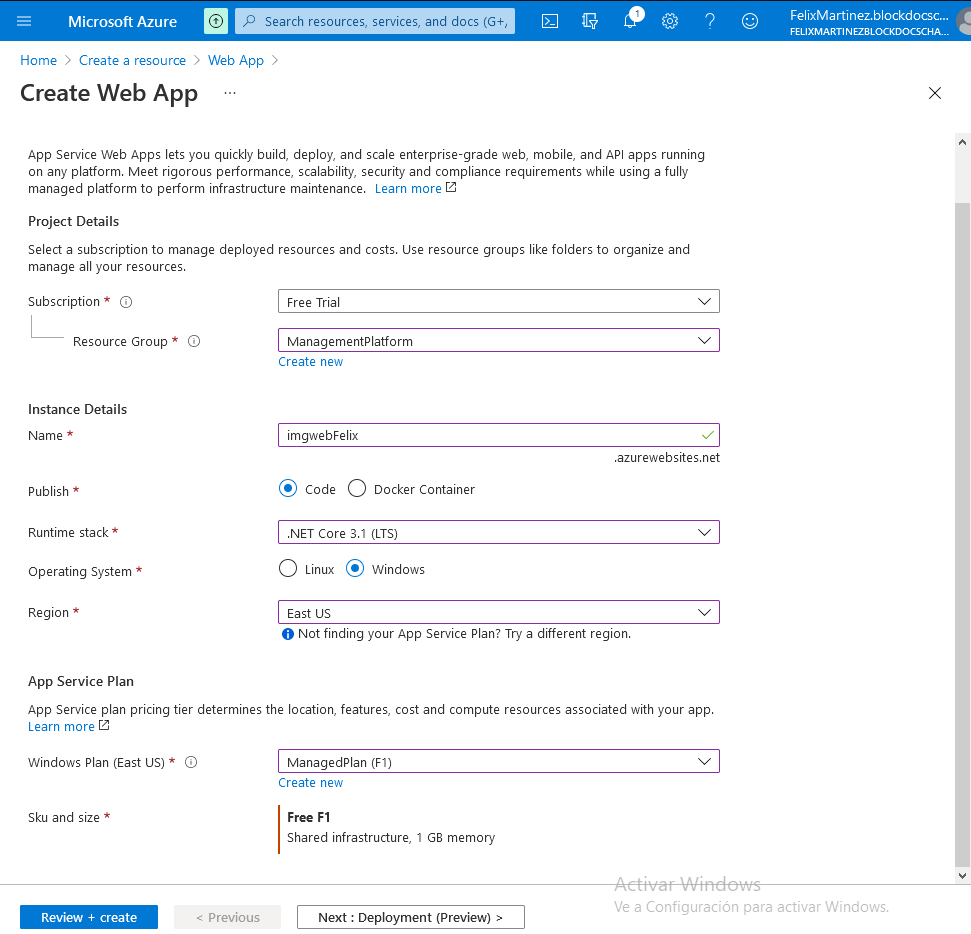 Microsoft Azure
Search resources, services, and docs (G+/)
1
FelixMartinez.blockdocsc...
FELIXMARTINEZBLOCKDOCSCHA...
Home > Create a resource > Web App >
Create Web App ...
App Service Web Apps lets you quickly build, deploy, and scale enterprise-grade web, mobile, and API apps running
on any platform. Meet rigorous performance, scalability, security and compliance requirements while using a fully
managed platform to perform infrastructure maintenance. Learn more
Project Details
Select a subscription to manage deployed resources and costs. Use resource groups like folders to organize and
manage all your resources.
Subscription *
Free Trial
Resource Group *
ManagementPlatform
Create new
Instance Details
Name *
imgwebFelix
.azurewebsites.net
Publish *
Code Docker Container
Runtime stack *
.NET Core 3.1 (LTS)
Operating System *
Linux Windows
Region *
East US
Not finding your App Service Plan? Try a different region.
App Service Plan
App Service plan pricing tier determines the location, features, cost and compute resources associated with your app.
Learn more
Windows Plan (East US) *
ManagedPlan (F1)
Create new
Sku and size *
Free F1
Shared infrastructure, 1 GB memory
Activar Windows
Ve a Configuración para activar Windows.
Review + create
< Previous
Next : Deployment (Preview) >